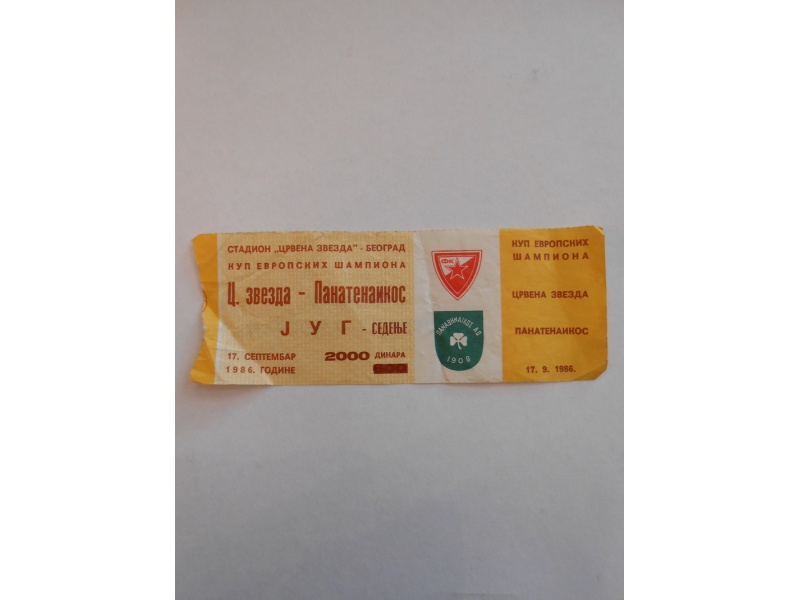 СТАДИОН „ЦРВЕНА ЗВЕЗДА" - БЕОГРАД
КУП ЕВРОПСКИХ ШАМПИОНА
Ц. ЗВЕЗДА - ПАНАТЕНАИКОС
ЈУГ - СЕДЕЊЕ
17. СЕПТЕМБАР
1986. ГОДИНЕ
2000 ДИНАРА
ΠΑΝΑΘΗΝΑΪΚΟΣ Α.Ο.
1908
КУП ЕВРОПСКИХ
ШАМПИОНА
ЦРВЕНА ЗВЕЗДА
ПАНАТЕНАИКОС
17. 9. 1986.